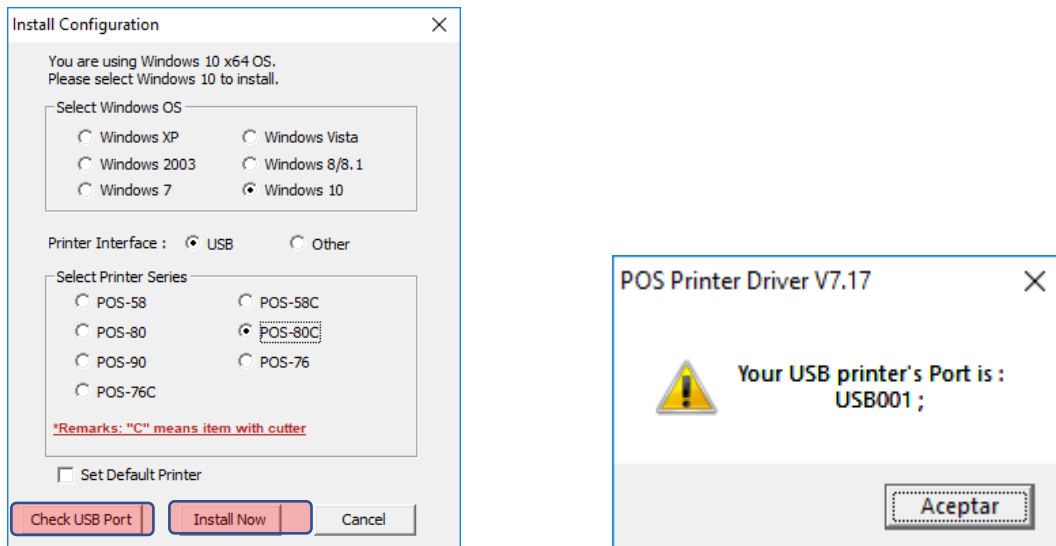 Install Configuration
You are using Windows 10 x64 OS.
Please select Windows 10 to install.
Select Windows OS
Windows XP Windows Vista
Windows 2003 Windows 8/8.1
Windows 7 Windows 10
Printer Interface : USB Other
Select Printer Series
POS-58 POS-58C
POS-80 POS-80C
POS-90 POS-76
POS-76C
*Remarks: "C" means item with cutter
Set Default Printer
Check USB Port Install Now Cancel
POS Printer Driver V7.17
Your USB printer's Port is :
USB001 ;
Aceptar